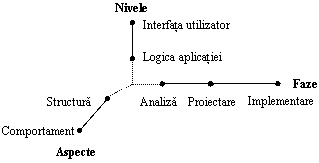 Nivele
Interfața utilizator
Logica aplicației
Faze
Structură
Analiză Proiectare Implementare
Comportament
Aspecte